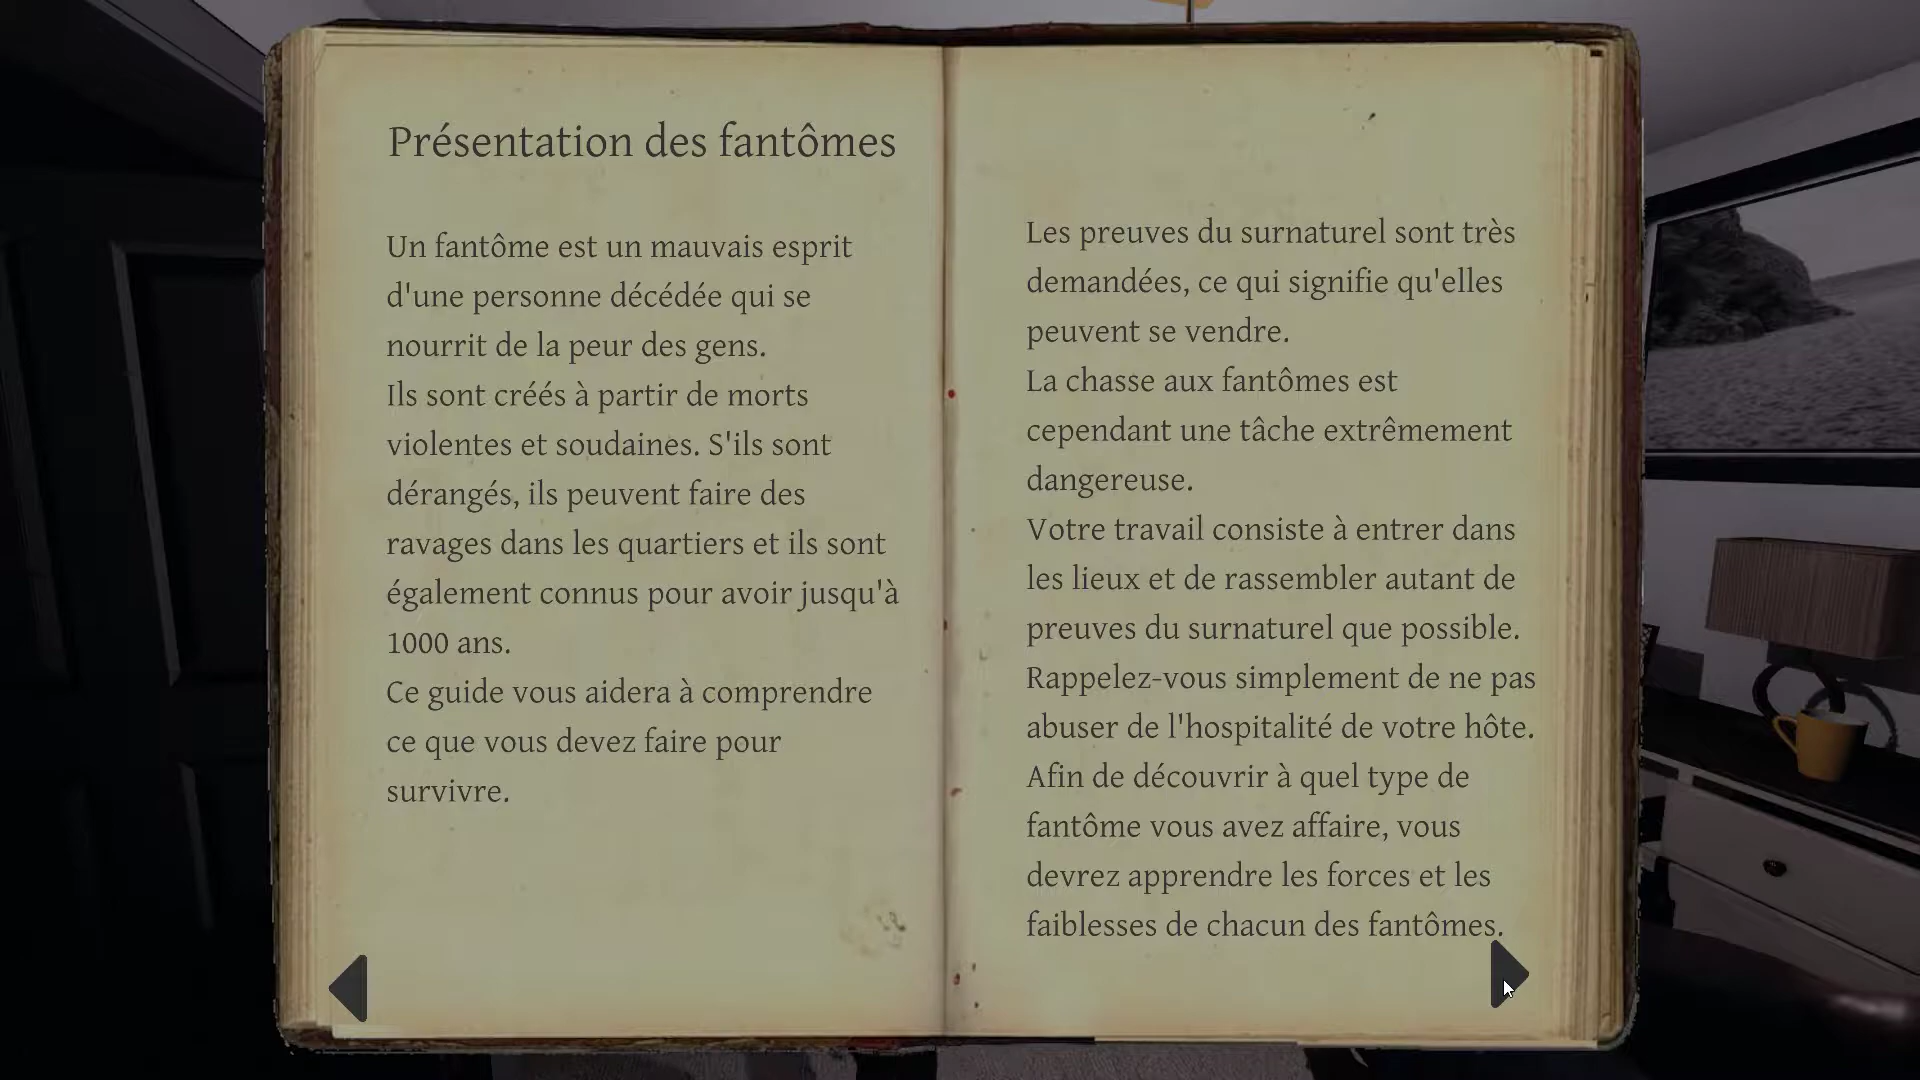 Présentation des fantômes
Un fantôme est un mauvais esprit
d'une personne décédée qui se
nourrit de la peur des gens.
Ils sont créés à partir de morts
violentes et soudaines. S'ils sont
dérangés, ils peuvent faire des
ravages dans les quartiers et ils sont
également connus pour avoir jusqu'à
1000 ans.
Ce guide vous aidera à comprendre
ce que vous devez faire pour
survivre.
Les preuves du surnaturel sont très
demandées, ce qui signifie qu'elles
peuvent se vendre.
La chasse aux fantômes est
cependant une tâche extrêmement
dangereuse.
Votre travail consiste à entrer dans
les lieux et de rassembler autant de
preuves du surnaturel que possible.
Rappelez-vous simplement de ne pas
abuser de l'hospitalité de votre hôte.
Afin de découvrir à quel type de
fantôme vous avez affaire, vous
devrez apprendre les forces et les
faiblesses de chacun des fantômes.